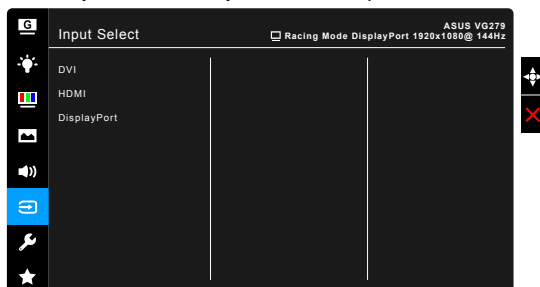 G
Input Select
ASUS VG279
Racing Mode DisplayPort 1920x1080@ 144Hz
DVI
HDMI
DisplayPort